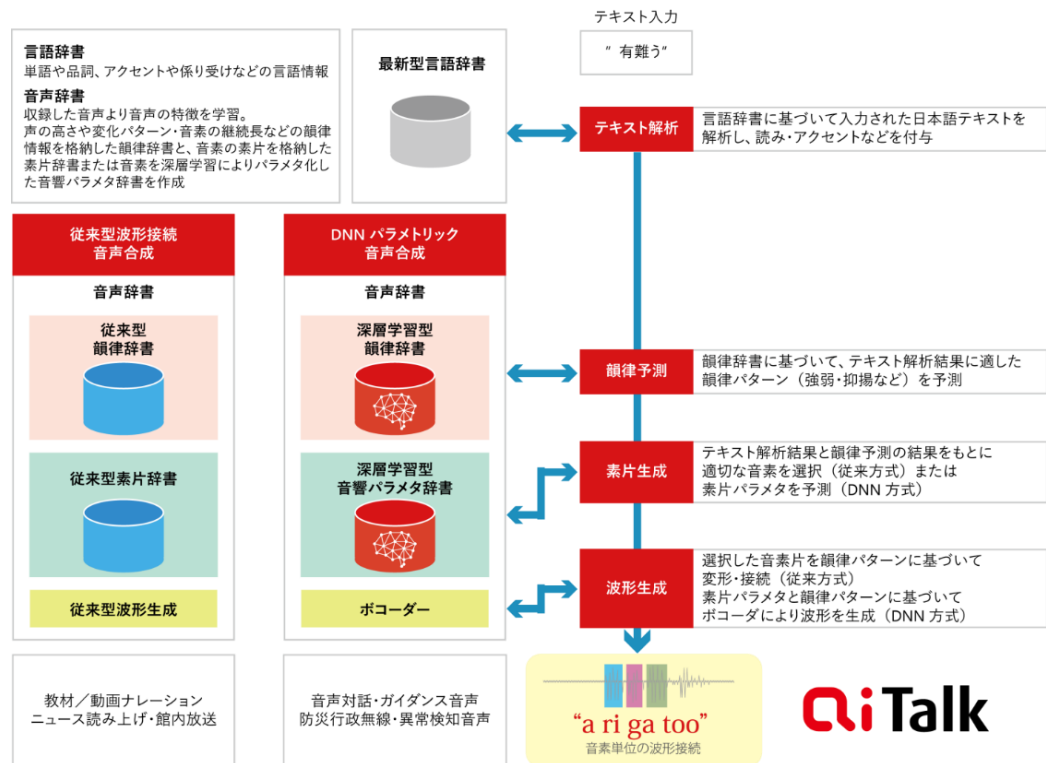 言語辞書
単語や品詞、アクセントや係り受けなどの言語情報
音声辞書
収録した音声より音声の特徴を学習。
声の高さや変化パターン・音素の継続長などの韻律
情報を格納した韻律辞書と、音素の素片を格納した
素片辞書または音素を深層学習によりパラメタ化し
た音響パラメタ辞書を作成
最新型言語辞書
テキスト入力
” 有難う”
テキスト解析
言語辞書に基づいて入力された日本語テキストを
解析し、読み・アクセントなどを付与
従来型波形接続
音声合成
音声辞書
従来型
韻律辞書
従来型素片辞書
従来型波形生成
DNN パラメトリック
音声合成
音声辞書
深層学習型
韻律辞書
深層学習型
音響パラメタ辞書
ボコーダー
韻律予測
韻律辞書に基づいて、テキスト解析結果に適した
韻律パターン（強弱・抑揚など）を予測
素片生成
テキスト解析結果と韻律予測の結果をもとに
適切な音素を選択（従来方式）または
素片パラメタを予測（DNN 方式）
波形生成
選択した音素片を韻律パターンに基づいて
変形・接続（従来方式）
素片パラメタと韻律パターンに基づいて
ボコーダにより波形を生成（DNN 方式）
教材／動画ナレーション
ニュース読み上げ・館内放送
音声対話・ガイダンス音声
防災行政無線・異常検知音声
“a ri ga too”
音素単位の波形接続
AiTalk